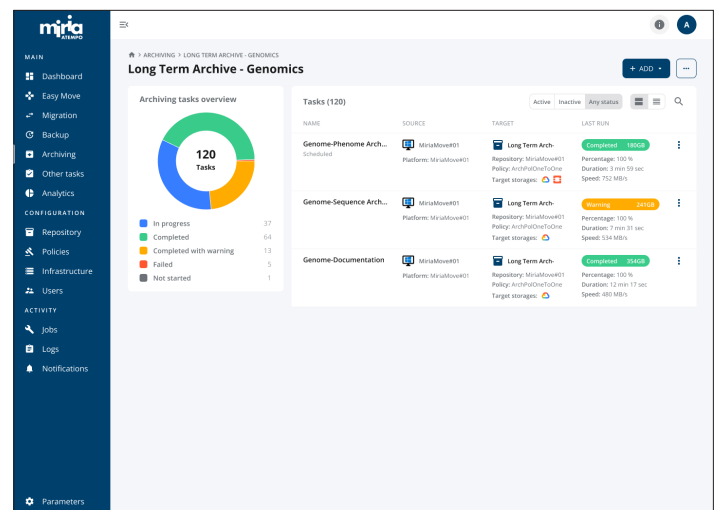 miria
ATEMPO
MAIN
Dashboard
Easy Move
Migration
Backup
Archiving
Other tasks
Analytics
CONFIGURATION
Repository
Policies
Infrastructure
Users
ACTIVITY
Jobs
Logs
Notifications
Parameters
A
> ARCHIVING > LONG TERM ARCHIVE - GENOMICS
Long Term Archive - Genomics
+ ADD
Archiving tasks overview
120
Tasks
In progress 37
Completed 64
Completed with warning 13
Failed 5
Not started 1
Tasks (120)
Active Inactive Any status
NAME SOURCE TARGET LAST RUN
Genome-Phenome Arch... MiriaMove#01 Long Term Arch- Completed 180GB
Scheduled
Platform: MiriaMove#01 Repository: MiriaMove#01 Percentage: 100 %
Policy: ArchPolOneToOne Duration: 3 min 59 sec
Target storages: Speed: 752 MB/s
Genome-Sequence Arch... MiriaMove#01 Long Term Arch- Warning 241GB
Platform: MiriaMove#01 Repository: MiriaMove#01 Percentage: 100 %
Policy: ArchPolOneToOne Duration: 7 min 31 sec
Target storages: Speed: 534 MB/s
Genome-Documentation MiriaMove#01 Long Term Arch- Completed 354GB
Platform: MiriaMove#01 Repository: MiriaMove#01 Percentage: 100 %
Policy: ArchPolOneToOne Duration: 12 min 17 sec
Target storages: Speed: 480 MB/s